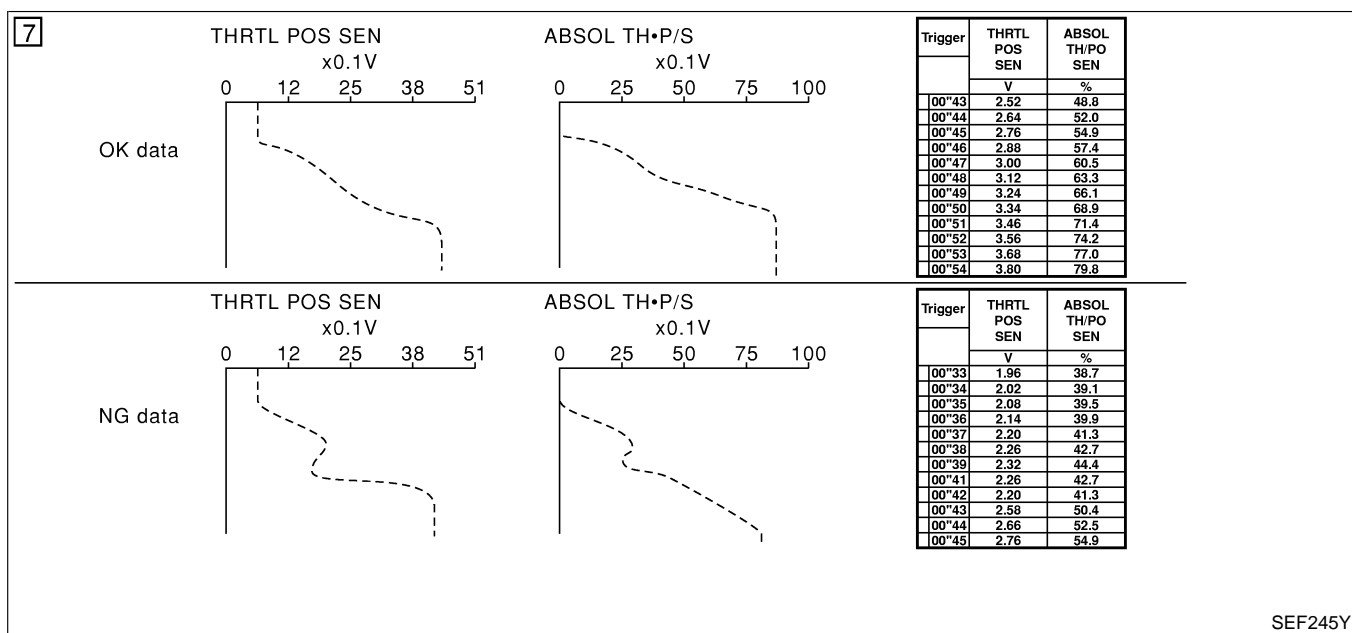 7
THRTL POS SEN
x0.1V
0 12 25 38 51
ABSOL TH•P/S
x0.1V
0 25 50 75 100
OK data
Trigger THRTL POS SEN ABSOL TH/PO SEN
V %
00"43 2.52 48.8
00"44 2.64 52.0
00"45 2.76 54.9
00"46 2.88 57.4
00"47 3.00 60.5
00"48 3.12 63.3
00"49 3.24 66.1
00"50 3.34 68.9
00"51 3.46 71.4
00"52 3.56 74.2
00"53 3.68 77.0
00"54 3.80 79.8
THRTL POS SEN
x0.1V
0 12 25 38 51
ABSOL TH•P/S
x0.1V
0 25 50 75 100
NG data
Trigger THRTL POS SEN ABSOL TH/PO SEN
V %
00"33 1.96 38.7
00"34 2.02 39.1
00"35 2.08 39.5
00"36 2.14 39.9
00"37 2.20 41.3
00"38 2.26 42.7
00"39 2.32 44.4
00"41 2.26 42.7
00"42 2.20 41.3
00"43 2.58 50.4
00"44 2.66 52.5
00"45 2.76 54.9
SEF245Y